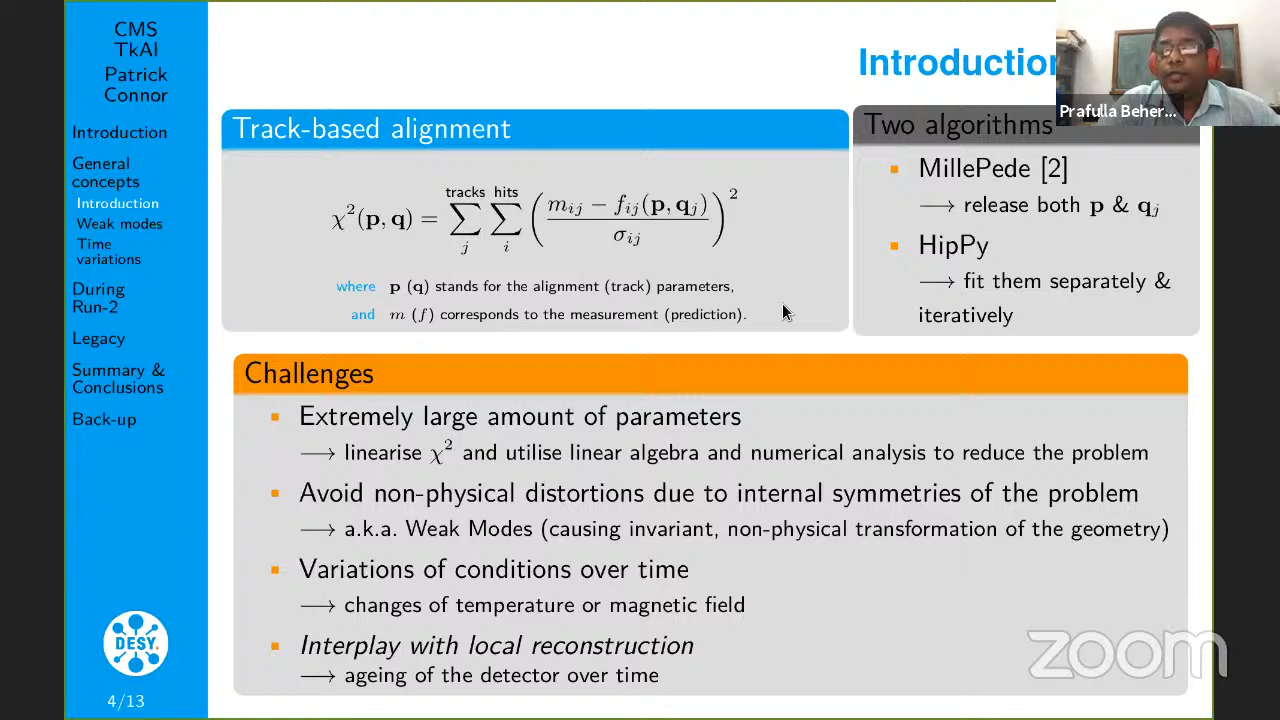 CMS
TkAl
Patrick
Connor
Introduction
General
concepts
Introduction
Weak modes
Time
variations
During
Run-2
Legacy
Summary &
Conclusions
Back-up
DESY.
4/13
Introduction
Track-based alignment
χ²(p, q) = ∑_j^tracks ∑_i^hits ((m_ij − f_ij(p, q_j)) / σ_ij)²
where p (q) stands for the alignment (track) parameters,
and m (f) corresponds to the measurement (prediction).
Two algorithms
▪ MillePede [2]
⟶ release both p & q_j
▪ HipPy
⟶ fit them separately &
iteratively
Challenges
▪ Extremely large amount of parameters
⟶ linearise χ² and utilise linear algebra and numerical analysis to reduce the problem
▪ Avoid non-physical distortions due to internal symmetries of the problem
⟶ a.k.a. Weak Modes (causing invariant, non-physical transformation of the geometry)
▪ Variations of conditions over time
⟶ changes of temperature or magnetic field
▪ Interplay with local reconstruction
⟶ ageing of the detector over time
Prafulla Beher...
zoom